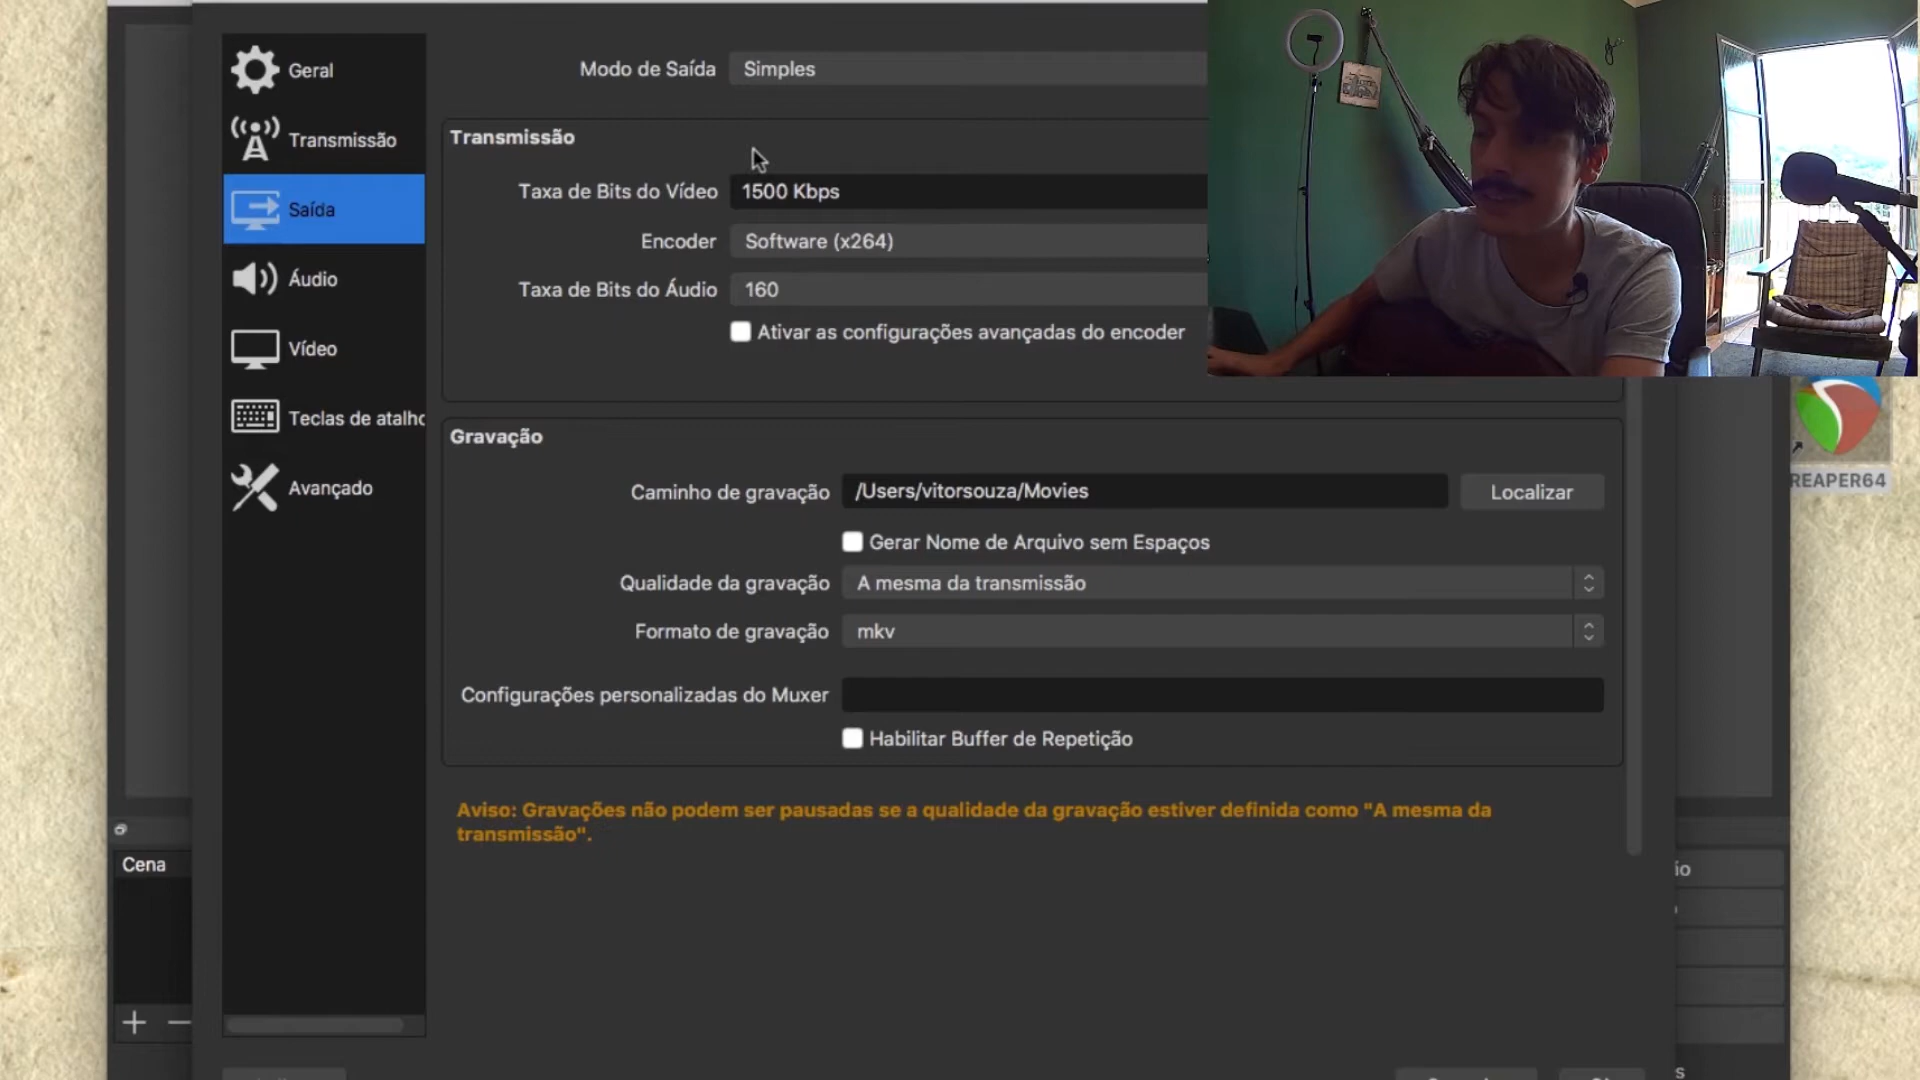 Geral
Transmissão
Saída
Áudio
Vídeo
Teclas de atalho
Avançado
Modo de Saída Simples
Transmissão
Taxa de Bits do Vídeo 1500 Kbps
Encoder Software (x264)
Taxa de Bits do Áudio 160
Ativar as configurações avançadas do encoder
Gravação
Caminho de gravação /Users/vitorsouza/Movies Localizar
Gerar Nome de Arquivo sem Espaços
Qualidade da gravação A mesma da transmissão
Formato de gravação mkv
Configurações personalizadas do Muxer
Habilitar Buffer de Repetição
Aviso: Gravações não podem ser pausadas se a qualidade da gravação estiver definida como "A mesma da
transmissão".
Cena
REAPER64